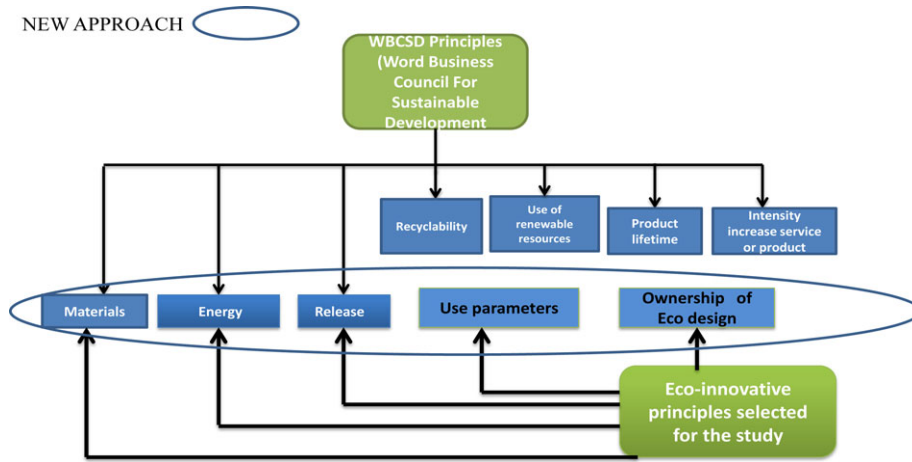 NEW APPROACH
WBCSD Principles
(Word Business
Council For
Sustainable
Development
Recyclability
Use of
renewable
resources
Product
lifetime
Intensity
increase service
or product
Materials
Energy
Release
Use parameters
Ownership of
Eco design
Eco-innovative
principles selected
for the study